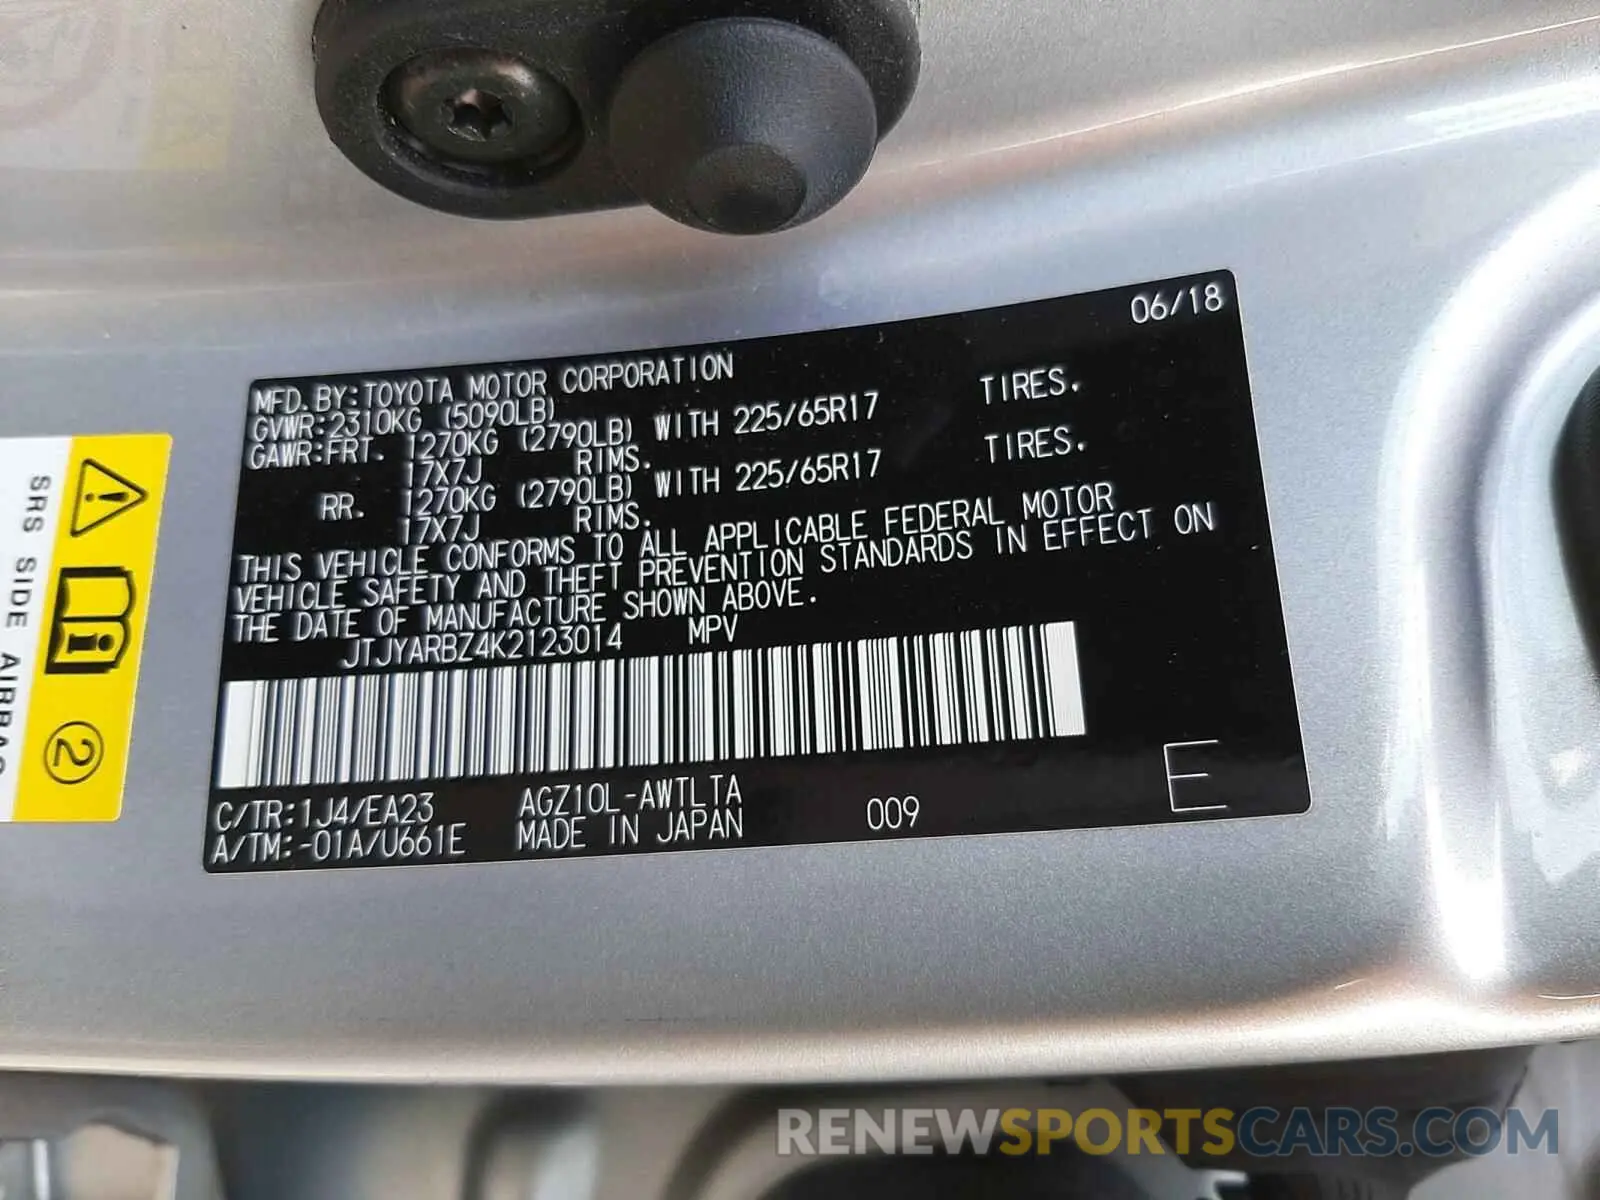 06/18
MFD. BY: TOYOTA MOTOR CORPORATION
GVWR: 2310KG (5090LB)
GAWR: FRT. 1270KG (2790LB) WITH 225/65R17 TIRES.
17X7J RIMS.
RR. 1270KG (2790LB) WITH 225/65R17 TIRES.
17X7J RIMS.
THIS VEHICLE CONFORMS TO ALL APPLICABLE FEDERAL MOTOR
VEHICLE SAFETY AND THEFT PREVENTION STANDARDS IN EFFECT ON
THE DATE OF MANUFACTURE SHOWN ABOVE.
JTJYARBZ4K2123014 MPV
C/TR: 1J4/EA23 AGZ10L-AWTLTA
A/TM: -01A/U661E MADE IN JAPAN 009 E
SRS SIDE AIRBAG
2
RENEWSPORTSCARS.COM